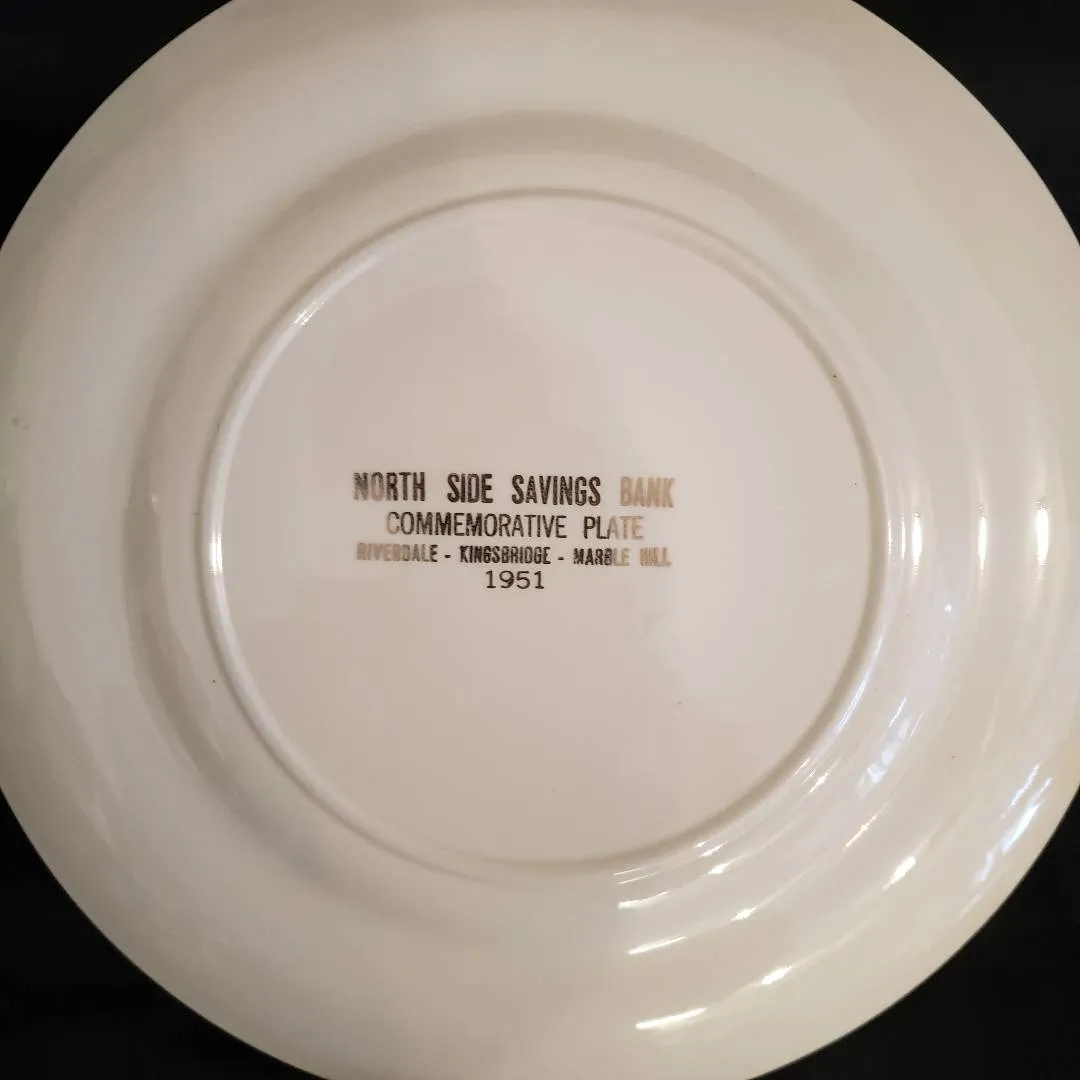 NORTH SIDE SAVINGS BANK
COMMEMORATIVE PLATE
RIVERDALE - KINGSBRIDGE - MARBLE HILL
1951